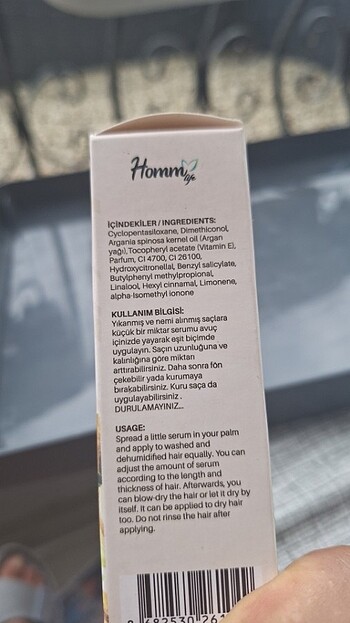 Homm life
İÇİNDEKİLER / INGREDIENTS:
Cyclopentasiloxane, Dimethiconol,
Argania spinosa kernel oil (Argan
yağı), Tocopheryl acetate (Vitamin E),
Parfum, CI 4700, CI 26100,
Hydroxycitronellal, Benzyl salicylate,
Butylphenyl methylpropional,
Linalool, Hexyl cinnamal, Limonene,
alpha-Isomethyl ionone
KULLANIM BİLGİSİ:
Yıkanmış ve nemi alınmış saçlara
küçük bir miktar serumu avuç
içinizde yayarak eşit biçimde
uygulayın. Saçın uzunluğuna ve
kalınlığına göre miktarı
arttırabilirsiniz. Daha sonra fön
çekebilir yada kurumaya
bırakabilirsiniz. Kuru saça da
uygulayabilirsiniz.
DURULAMAYINIZ...
USAGE:
Spread a little serum in your palm
and apply to washed and
dehumidified hair equally. You can
adjust the amount of serum
according to the length and
thickness of hair. Afterwards, you
can blow dry the hair or let it dry by
itself. It can be applied to dry hair
too. Do not rinse the hair after
applying.